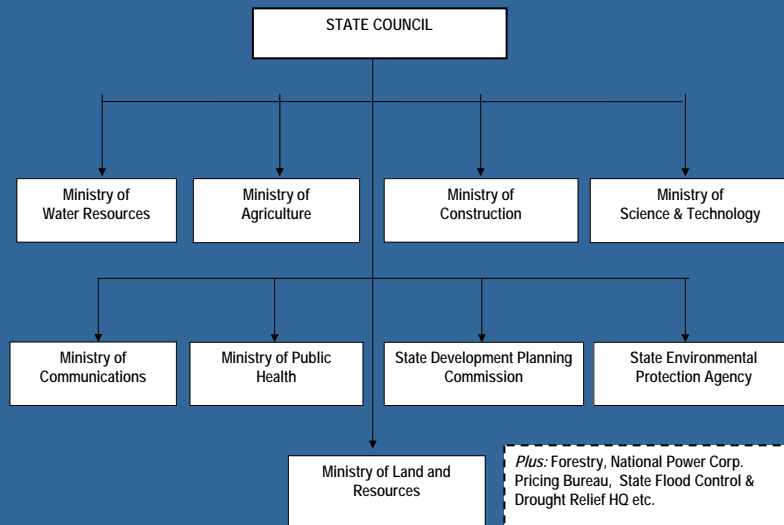 STATE COUNCIL
Ministry of
Water Resources
Ministry of
Agriculture
Ministry of
Construction
Ministry of
Science & Technology
Ministry of
Communications
Ministry of Public
Health
State Development Planning
Commission
State Environmental
Protection Agency
Ministry of Land and
Resources
Plus: Forestry, National Power Corp.
Pricing Bureau, State Flood Control &
Drought Relief HQ etc.